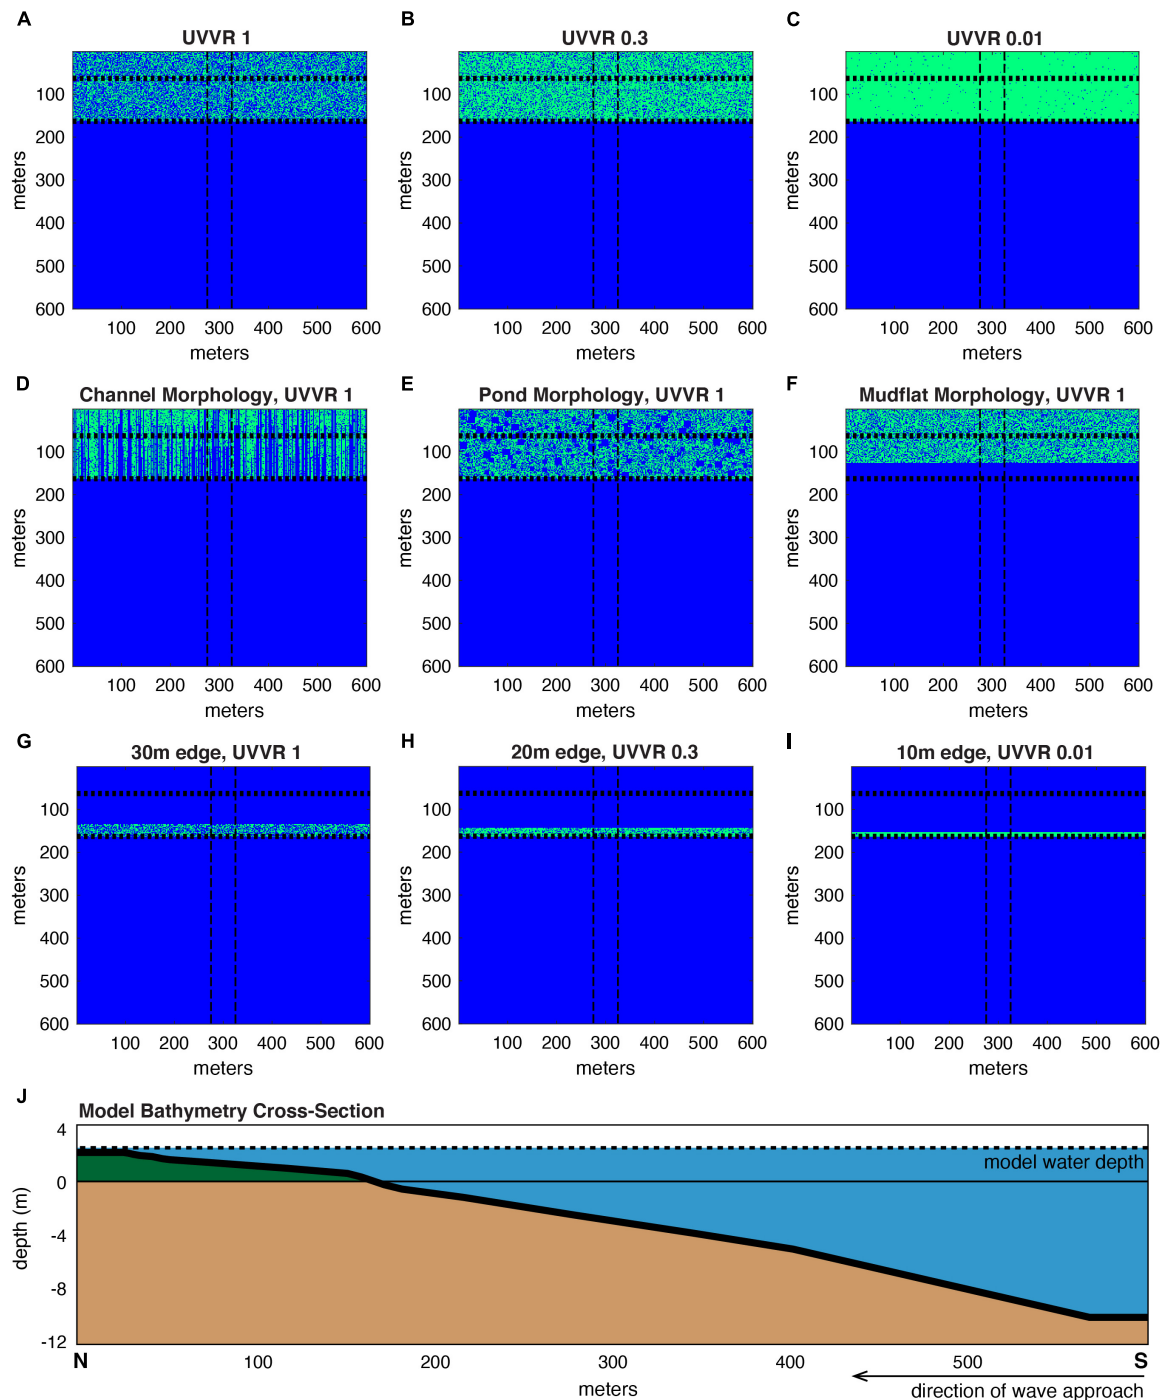 A
UVVR 1
B
UVVR 0.3
C
UVVR 0.01
meters
100
200
300
400
500
600
100 200 300 400 500 600
meters
meters
100
200
300
400
500
600
100 200 300 400 500 600
meters
meters
100
200
300
400
500
600
100 200 300 400 500 600
meters
D
Channel Morphology, UVVR 1
E
Pond Morphology, UVVR 1
F
Mudflat Morphology, UVVR 1
meters
100
200
300
400
500
600
100 200 300 400 500 600
meters
meters
100
200
300
400
500
600
100 200 300 400 500 600
meters
meters
100
200
300
400
500
600
100 200 300 400 500 600
meters
G
30m edge, UVVR 1
H
20m edge, UVVR 0.3
I
10m edge, UVVR 0.01
meters
100
200
300
400
500
600
100 200 300 400 500 600
meters
meters
100
200
300
400
500
600
100 200 300 400 500 600
meters
meters
100
200
300
400
500
600
100 200 300 400 500 600
meters
J
Model Bathymetry Cross-Section
depth (m)
4
0
-4
-8
-12
model water depth
N 100 200 300 400 500 S
meters
direction of wave approach